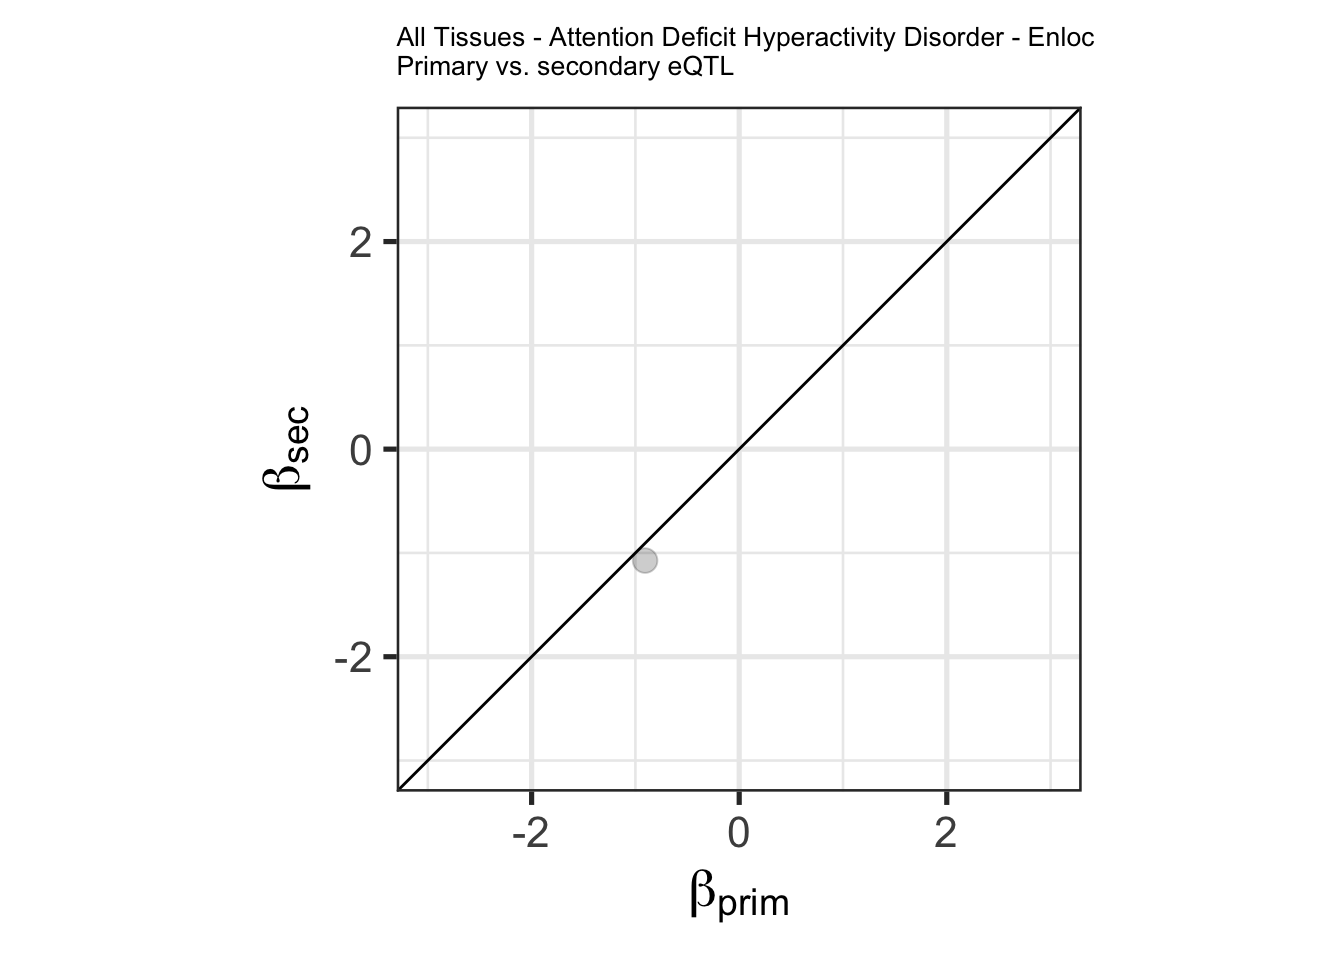 All Tissues - Attention Deficit Hyperactivity Disorder - Enloc
Primary vs. secondary eQTL
2
0
-2
βsec
-2 0 2
βprim